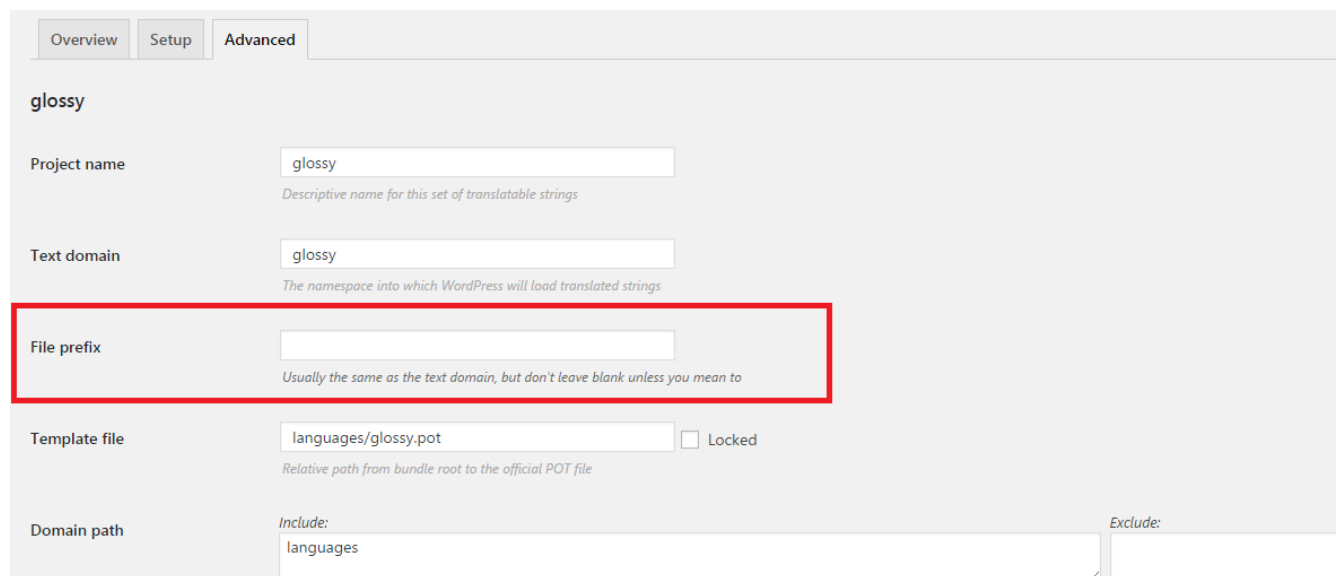 Overview Setup Advanced
glossy
Project name glossy
Descriptive name for this set of translatable strings
Text domain glossy
The namespace into which WordPress will load translated strings
File prefix
Usually the same as the text domain, but don't leave blank unless you mean to
Template file languages/glossy.pot Locked
Relative path from bundle root to the official POT file
Domain path Include: Exclude:
languages